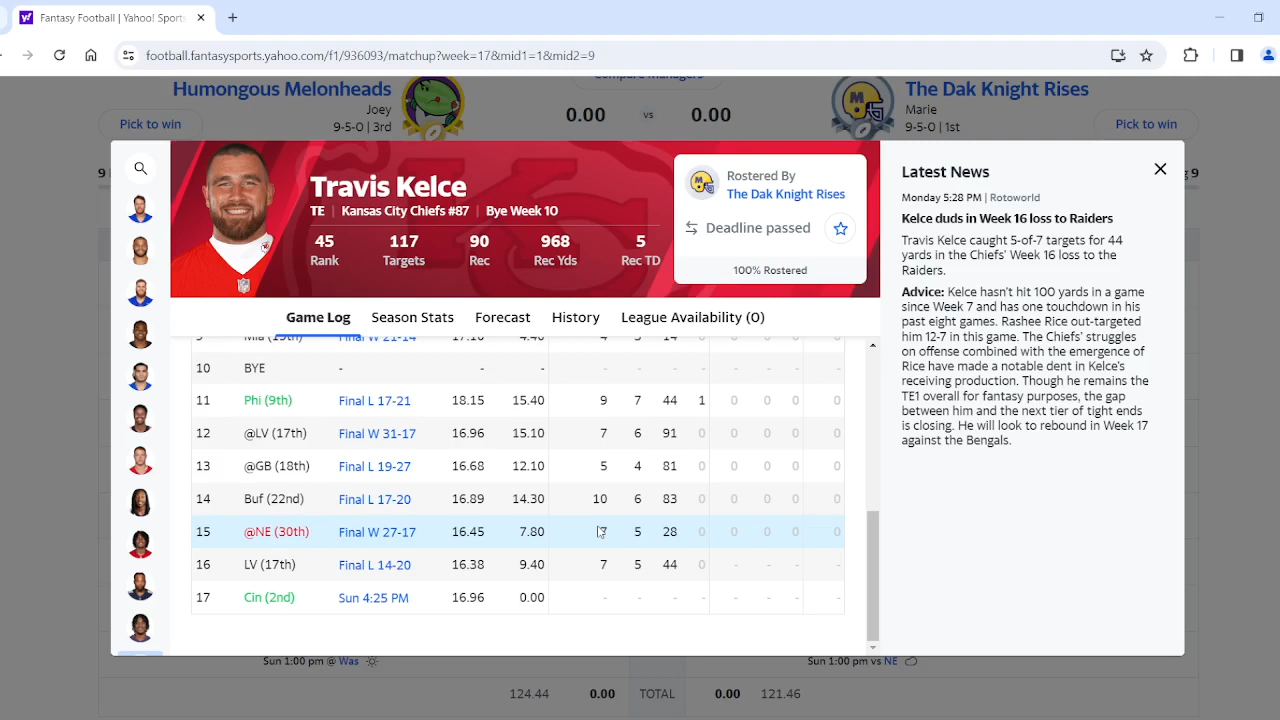 Fantasy Football | Yahoo! Sports
football.fantasysports.yahoo.com/f1/936093/matchup?week=17&mid1=1&mid2=9
Compare Managers
Humongous Melonheads
Joey
9-5-0 | 3rd
Pick to win
0.00 vs 0.00
The Dak Knight Rises
Marie
9-5-0 | 1st
Pick to win
Travis Kelce
TE | Kansas City Chiefs #87 | Bye Week 10
45 117 90 968 5
Rank Targets Rec Rec Yds Rec TD
Rostered By
The Dak Knight Rises
Deadline passed
100% Rostered
Game Log Season Stats Forecast History League Availability (0)
10 BYE - - - - - - - - - - -
11 Phi (9th) Final L 17-21 18.15 15.40 9 7 44 1 0 0 0 0
12 @LV (17th) Final W 31-17 16.96 15.10 7 6 91 0 0 0 0 0
13 @GB (18th) Final L 19-27 16.68 12.10 5 4 81 0 0 0 0 0
14 Buf (22nd) Final L 17-20 16.89 14.30 10 6 83 0 0 0 0 0
15 @NE (30th) Final W 27-17 16.45 7.80 5 28 0 0 0 0 0
16 LV (17th) Final L 14-20 16.38 9.40 7 5 44 0 - - - -
17 Cin (2nd) Sun 4:25 PM 16.96 0.00 - - - - - - - -
Latest News
Monday 5:28 PM | Rotoworld
Kelce duds in Week 16 loss to Raiders
Travis Kelce caught 5-of-7 targets for 44
yards in the Chiefs' Week 16 loss to the
Raiders.
Advice: Kelce hasn't hit 100 yards in a game
since Week 7 and has one touchdown in his
past eight games. Rashee Rice out-targeted
him 12-7 in this game. The Chiefs' struggles
on offense combined with the emergence of
Rice have made a notable dent in Kelce's
receiving production. Though he remains the
TE1 overall for fantasy purposes, the gap
between him and the next tier of tight ends
is closing. He will look to rebound in Week 17
against the Bengals.
Sun 1:00 pm @ Was
Sun 1:00 pm vs NE
124.44 0.00 TOTAL 0.00 121.46